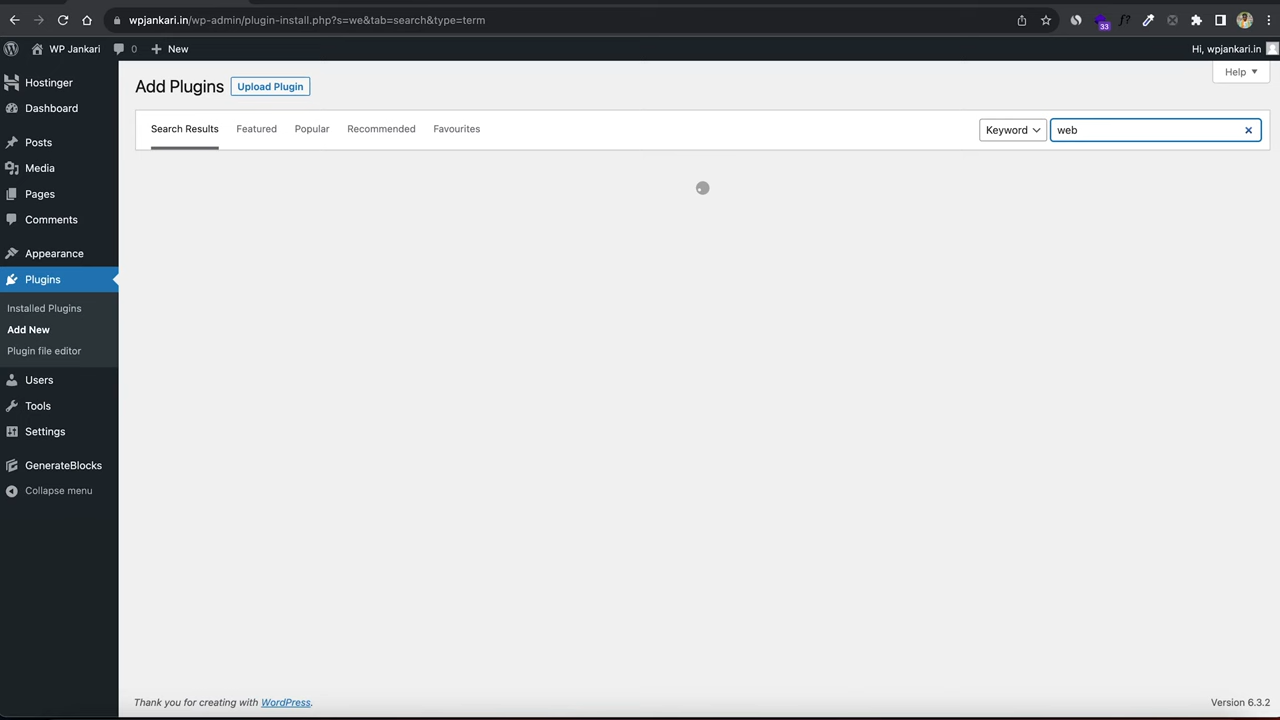 wpjankari.in/wp-admin/plugin-install.php?s=we&tab=search&type=term
33
f?
WP Jankari
0
New
Hi, wpjankari.in
Hostinger
Dashboard
Posts
Media
Pages
Comments
Appearance
Plugins
Installed Plugins
Add New
Plugin file editor
Users
Tools
Settings
GenerateBlocks
Collapse menu
Help
Add Plugins
Upload Plugin
Search Results
Featured
Popular
Recommended
Favourites
Keyword
web
Thank you for creating with WordPress.
Version 6.3.2